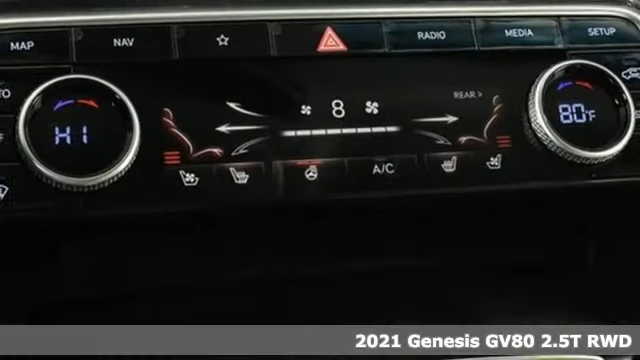 MAP NAV RADIO MEDIA SETUP
HI 8 REAR > 80°F
A/C
2021 Genesis GV80 2.5T RWD